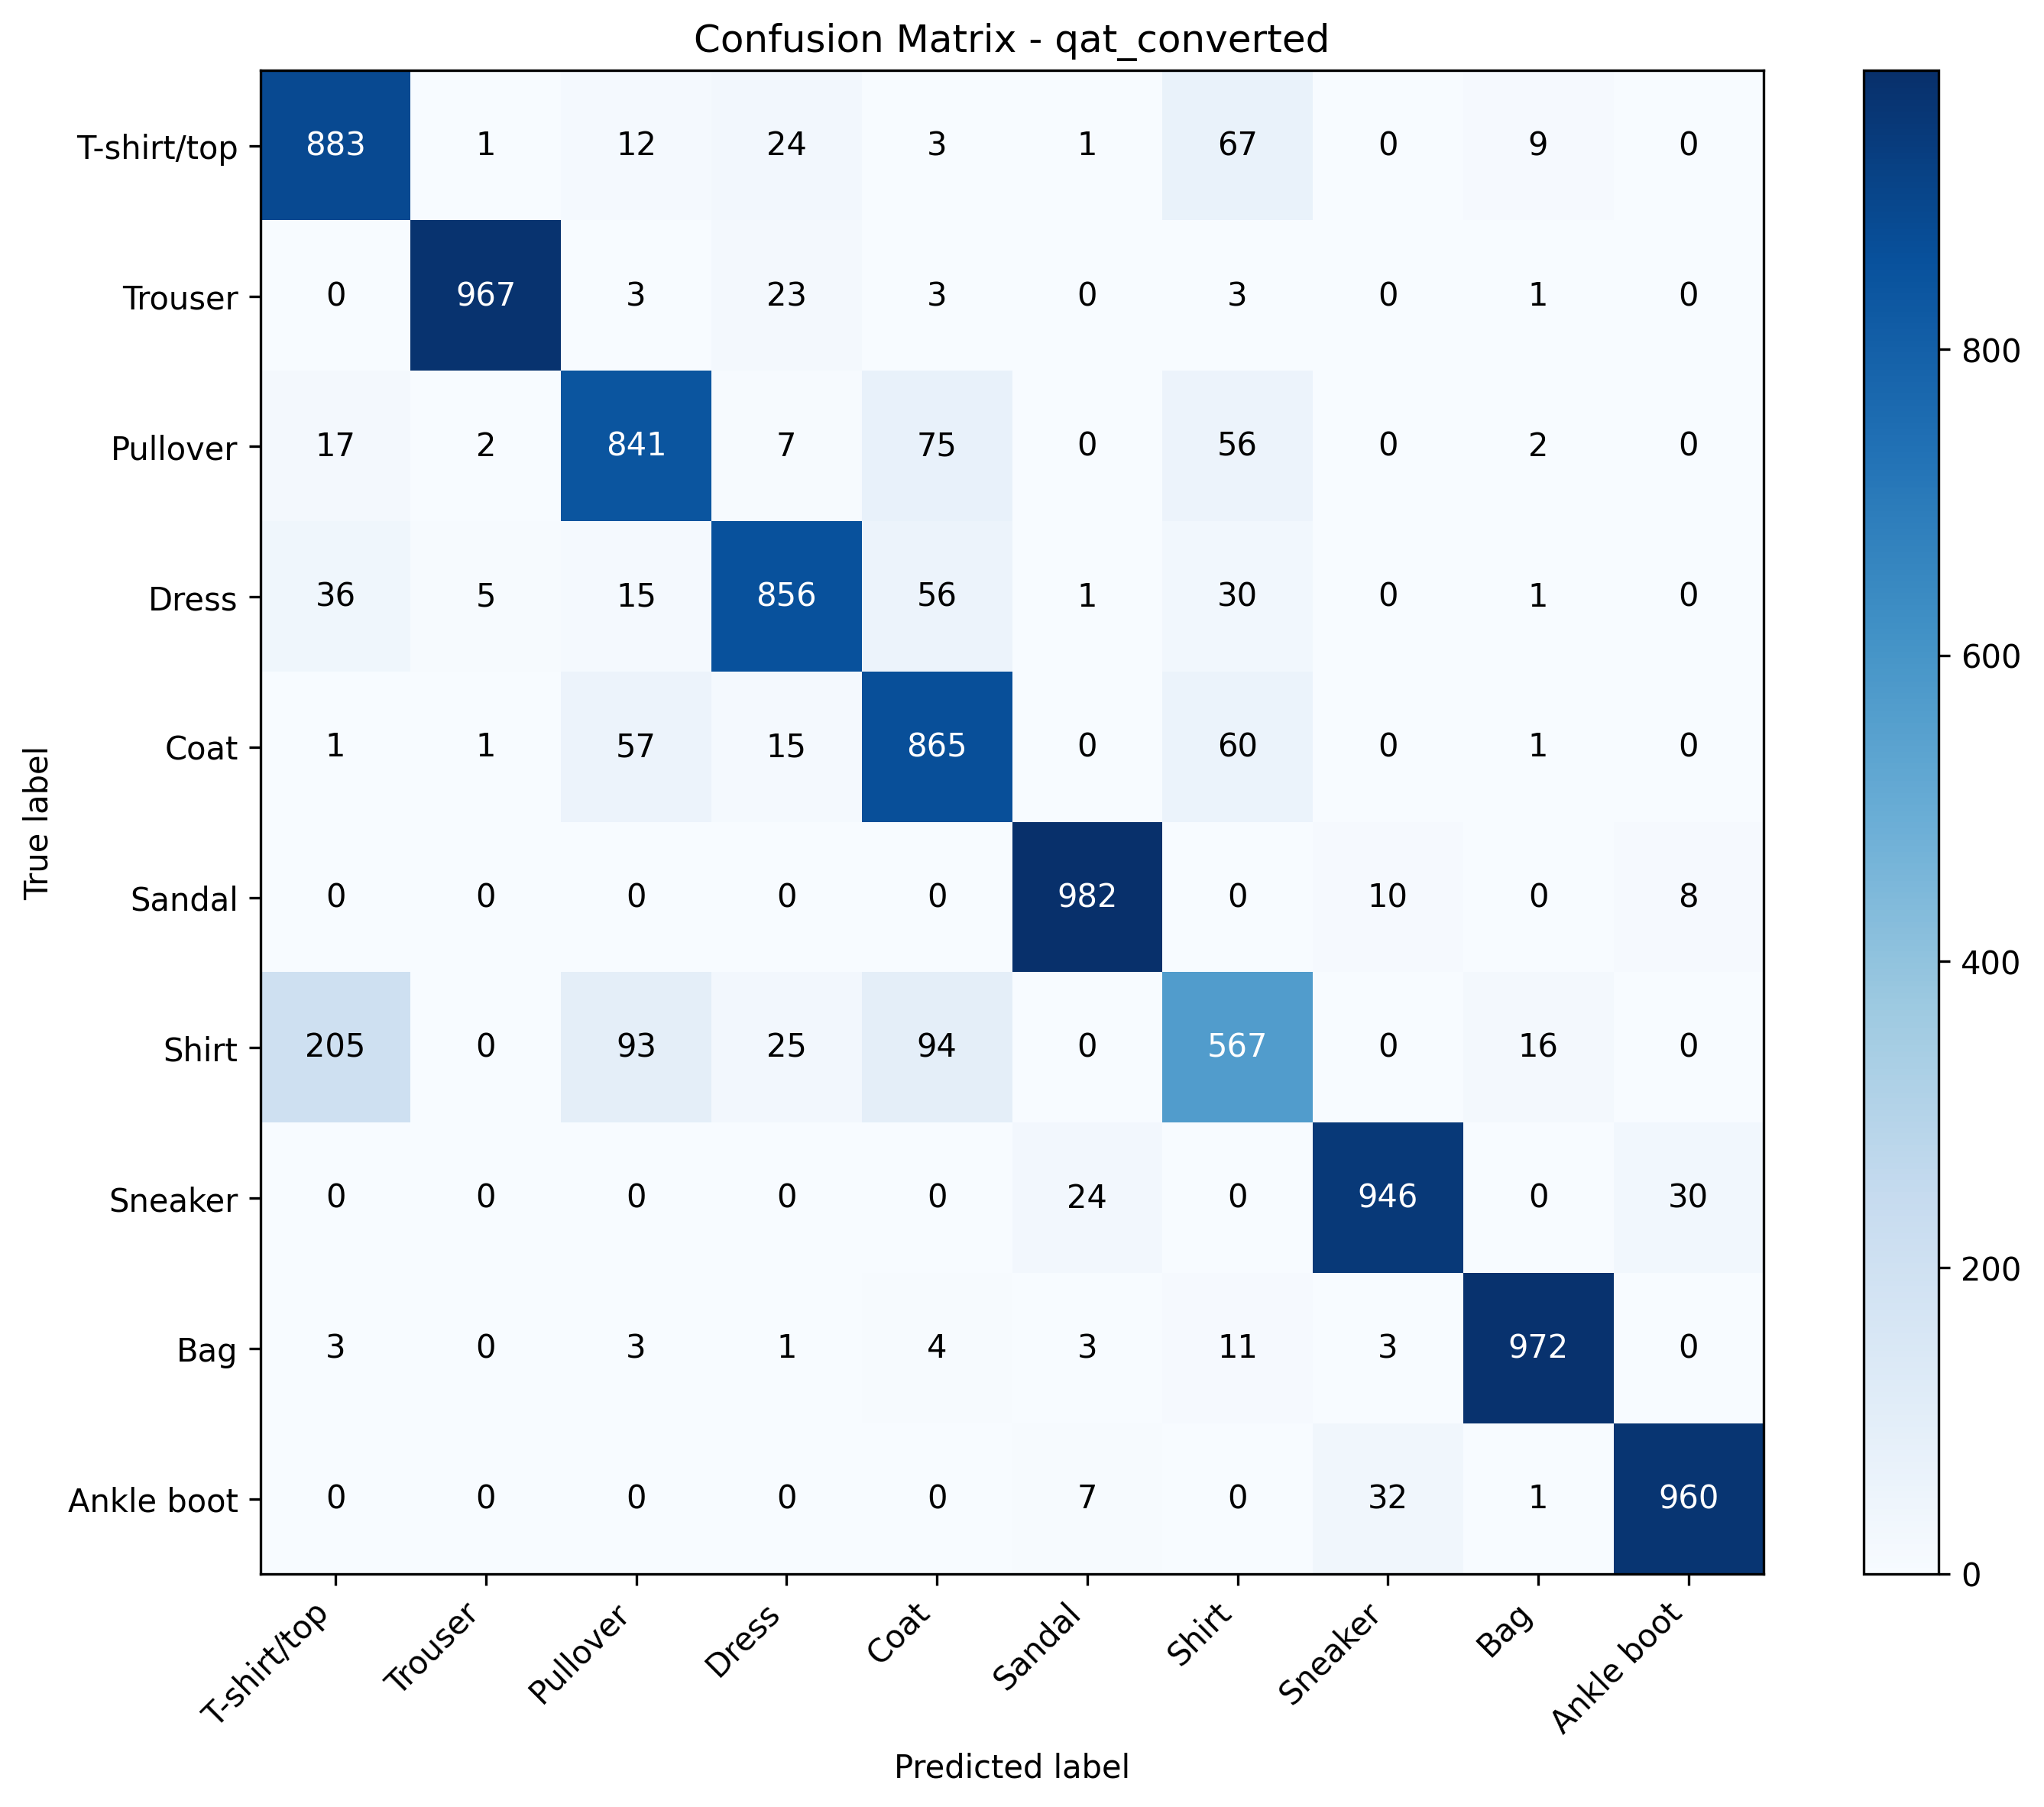 Confusion Matrix - qat_converted
True label
T-shirt/top 883 1 12 24 3 1 67 0 9 0
Trouser 0 967 3 23 3 0 3 0 1 0
Pullover 17 2 841 7 75 0 56 0 2 0
Dress 36 5 15 856 56 1 30 0 1 0
Coat 1 1 57 15 865 0 60 0 1 0
Sandal 0 0 0 0 0 982 0 10 0 8
Shirt 205 0 93 25 94 0 567 0 16 0
Sneaker 0 0 0 0 0 24 0 946 0 30
Bag 3 0 3 1 4 3 11 3 972 0
Ankle boot 0 0 0 0 0 7 0 32 1 960
T-shirt/top Trouser Pullover Dress Coat Sandal Shirt Sneaker Bag Ankle boot
Predicted label
800
600
400
200
0